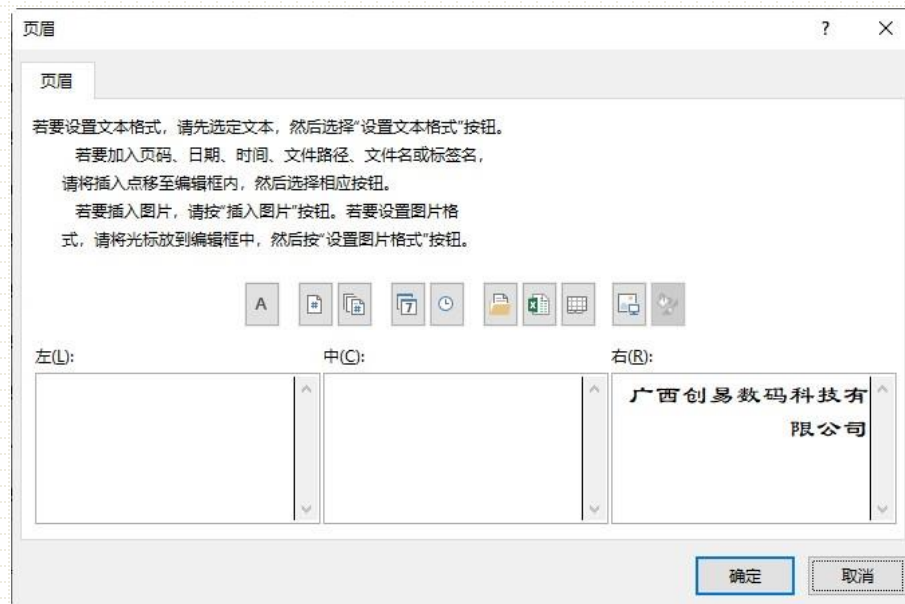 页眉
页眉
若要设置文本格式，请先选定文本，然后选择“设置文本格式”按钮。
若要加入页码、日期、时间、文件路径、文件名或标签名，
请将插入点移至编辑框内，然后选择相应按钮。
若要插入图片，请按“插入图片”按钮。若要设置图片格
式，请将光标放到编辑框中，然后按“设置图片格式”按钮。
A
左(L):
中(C):
右(R):
广西创易数码科技有
限公司
确定
取消